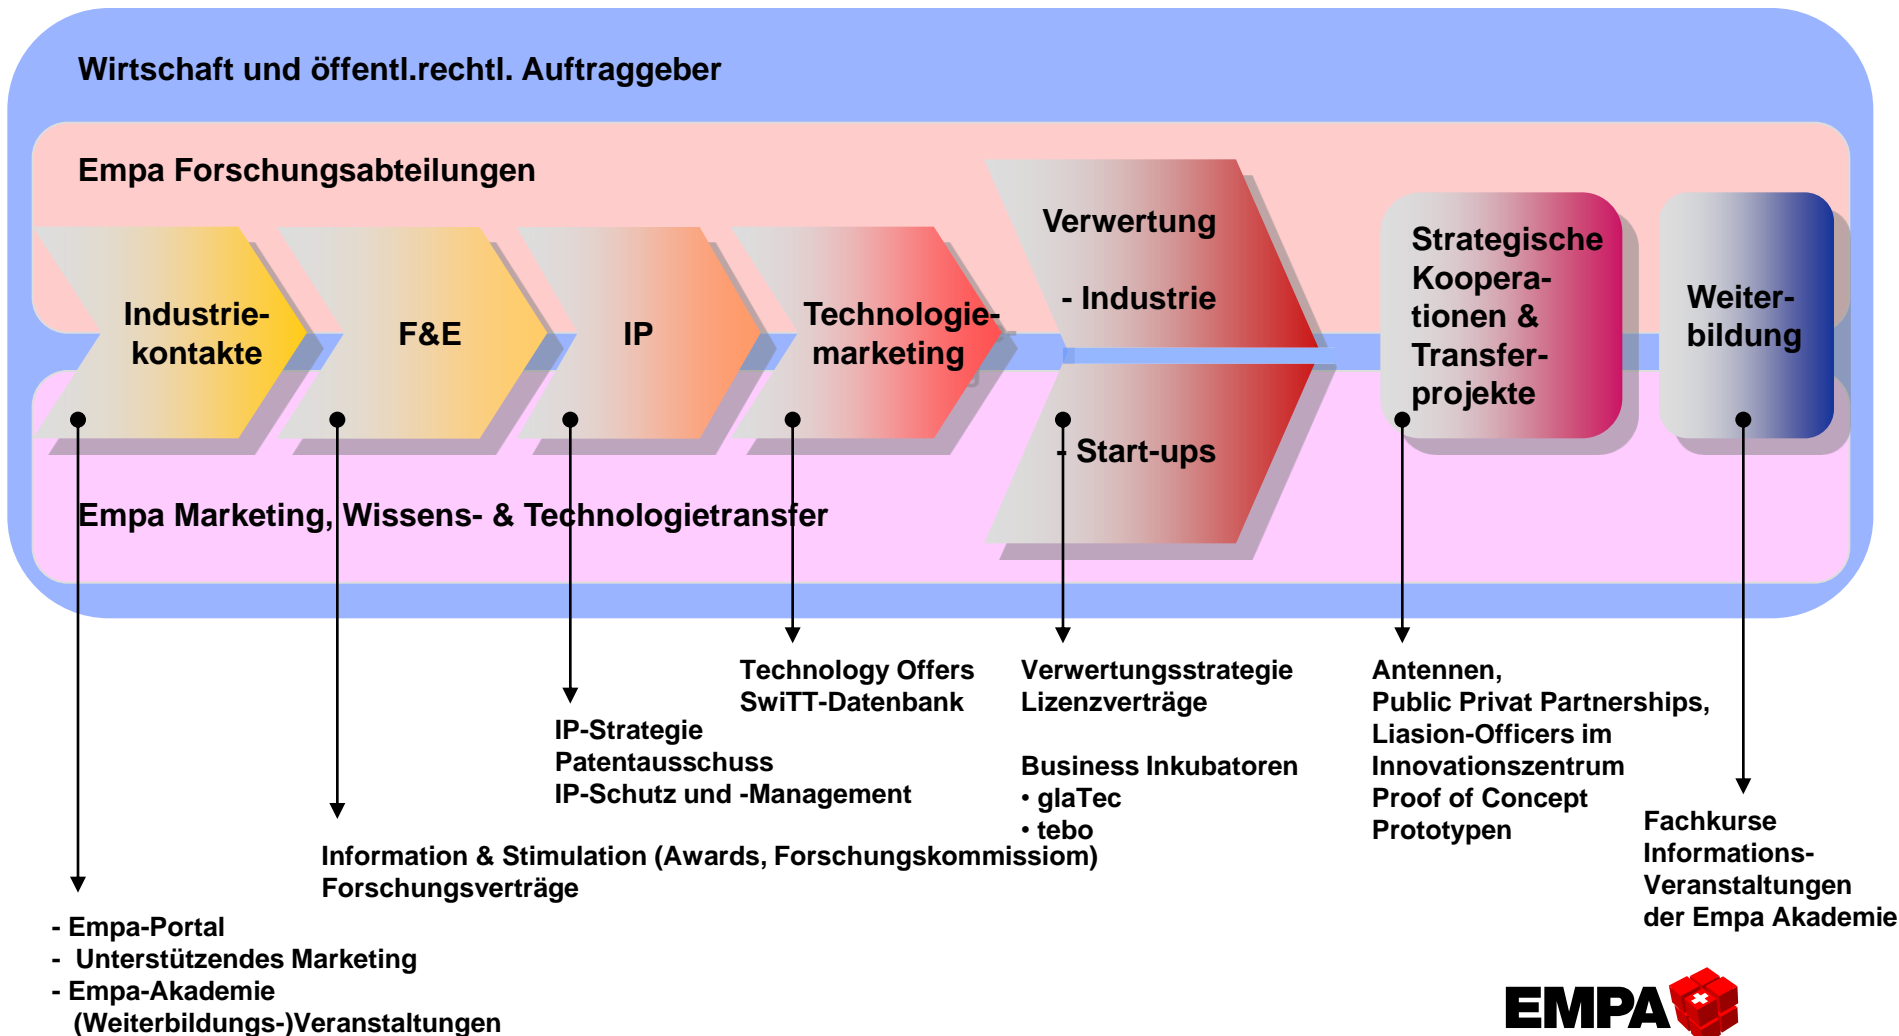 Wirtschaft und öffentl.rechtl. Auftraggeber
Empa Forschungsabteilungen
Industrie-
kontakte
F&E
IP
Technologie-
marketing
Verwertung
- Industrie
- Start-ups
Strategische
Koopera-
tionen &
Transfer-
projekte
Weiter-
bildung
Empa Marketing, Wissens- & Technologietransfer
- Empa-Portal
- Unterstützendes Marketing
- Empa-Akademie
(Weiterbildungs-)Veranstaltungen
Information & Stimulation (Awards, Forschungskommissiom)
Forschungsverträge
IP-Strategie
Patentausschuss
IP-Schutz und -Management
Technology Offers
SwiTT-Datenbank
Verwertungsstrategie
Lizenzverträge
Business Inkubatoren
• glaTec
• tebo
Antennen,
Public Privat Partnerships,
Liasion-Officers im
Innovationszentrum
Proof of Concept
Prototypen
Fachkurse
Informations-
Veranstaltungen
der Empa Akademie
EMPA